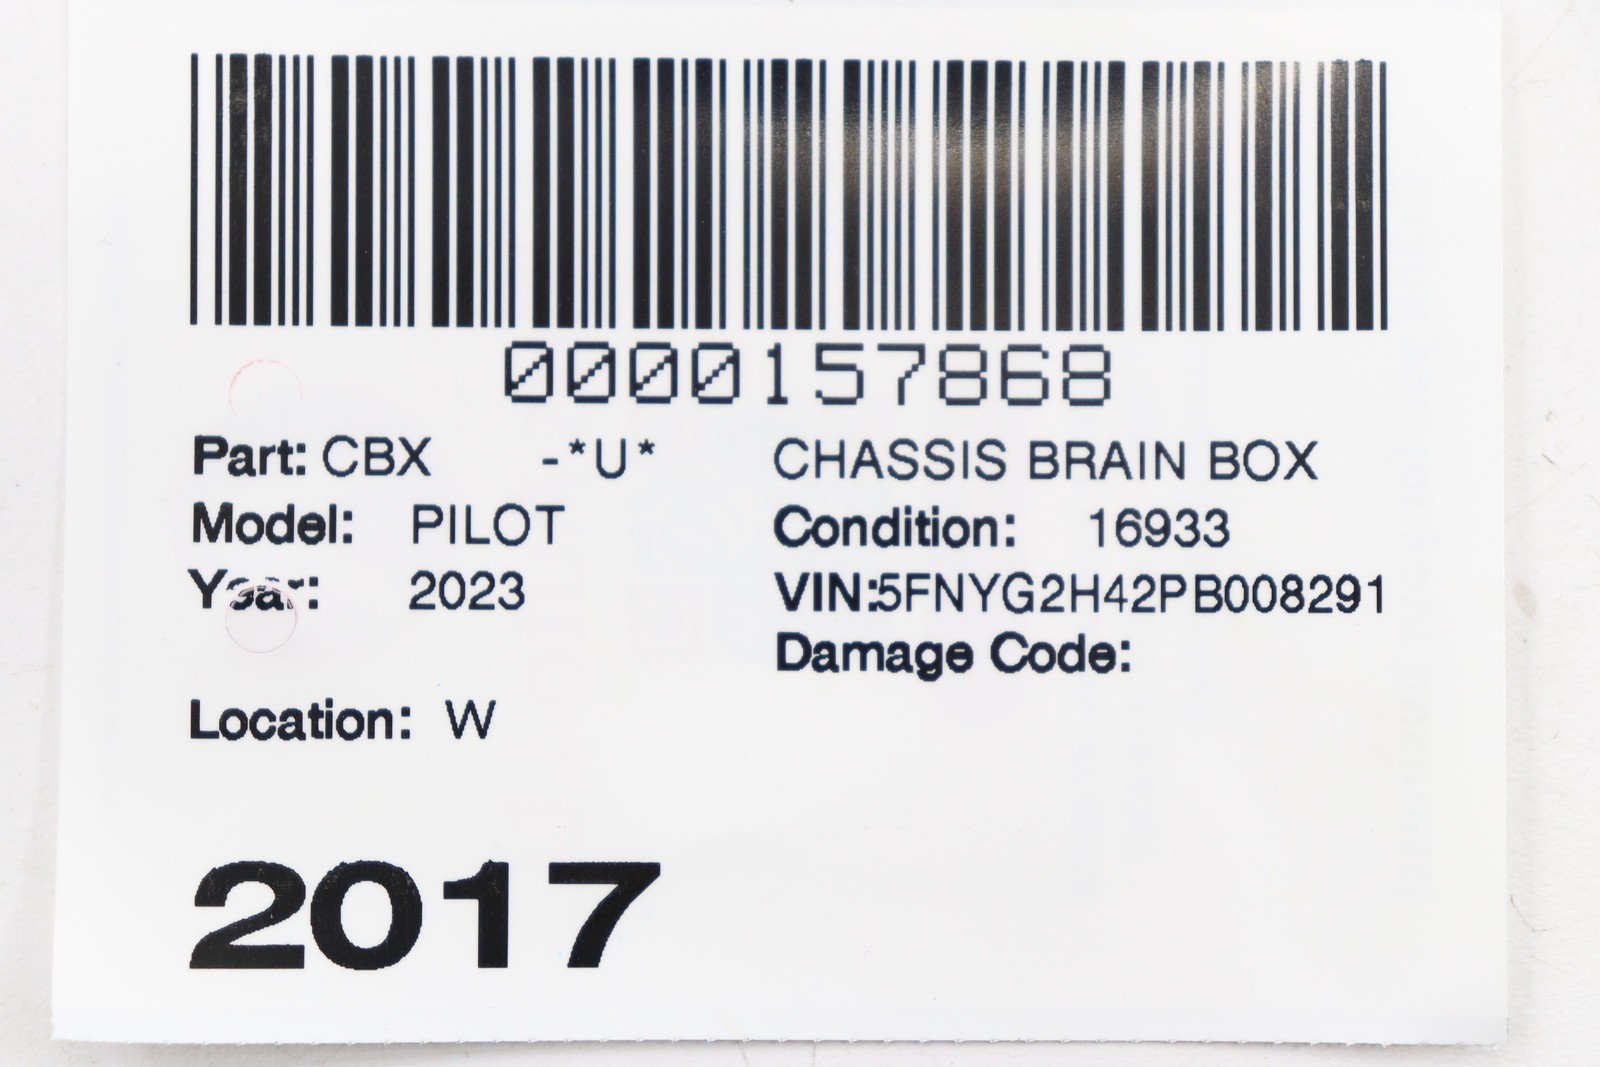 0000157868
Part: CBX -*U* CHASSIS BRAIN BOX
Model: PILOT Condition: 16933
Year: 2023 VIN:5FNYG2H42PB008291
Damage Code:
Location: W
2017